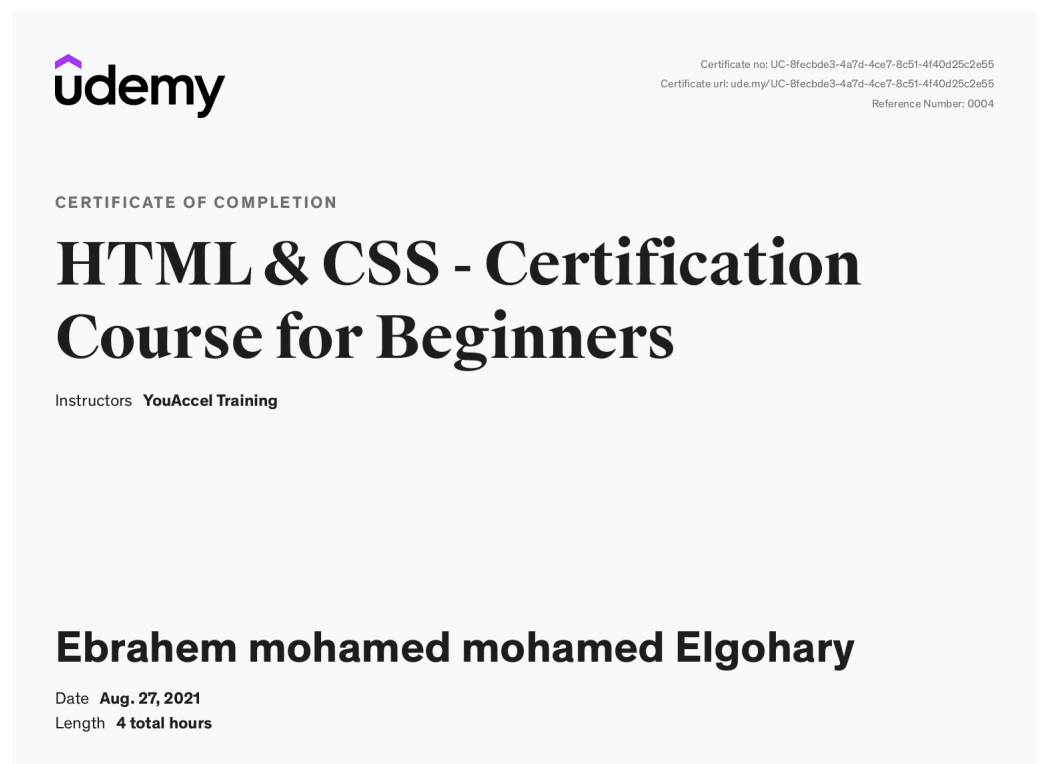 udemy
Certificate no: UC-8fecbde3-4a7d-4ce7-8c51-4f40d25c2e55
Certificate url: ude.my/UC-8fecbde3-4a7d-4ce7-8c51-4f40d25c2e55
Reference Number: 0004
CERTIFICATE OF COMPLETION
HTML & CSS - Certification
Course for Beginners
Instructors YouAccel Training
Ebrahem mohamed mohamed Elgohary
Date Aug. 27, 2021
Length 4 total hours